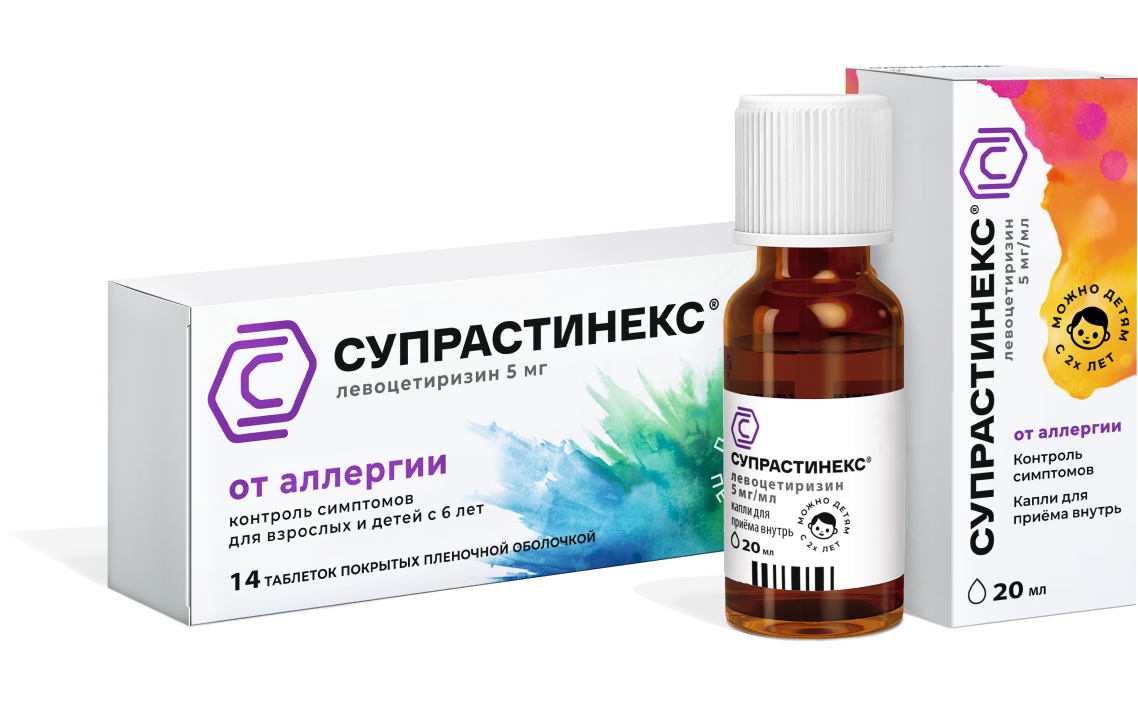 СУПРАСТИНЕКС®
левоцетиризин 5 мг
от аллергии
контроль симптомов
для взрослых и детей с 6 лет
14 ТАБЛЕТОК ПОКРЫТЫХ ПЛЕНОЧНОЙ ОБОЛОЧКОЙ
СУПРАСТИНЕКС®
левоцетиризин
5 мг/мл
капли для
приёма внутрь
МОЖНО ДЕТЯМ
С 2х ЛЕТ
20 мл
СУПРАСТИНЕКС®
левоцетиризин
5 мг/мл
МОЖНО ДЕТЯМ
С 2х ЛЕТ
от аллергии
Контроль
симптомов
Капли для
приёма внутрь
20 мл